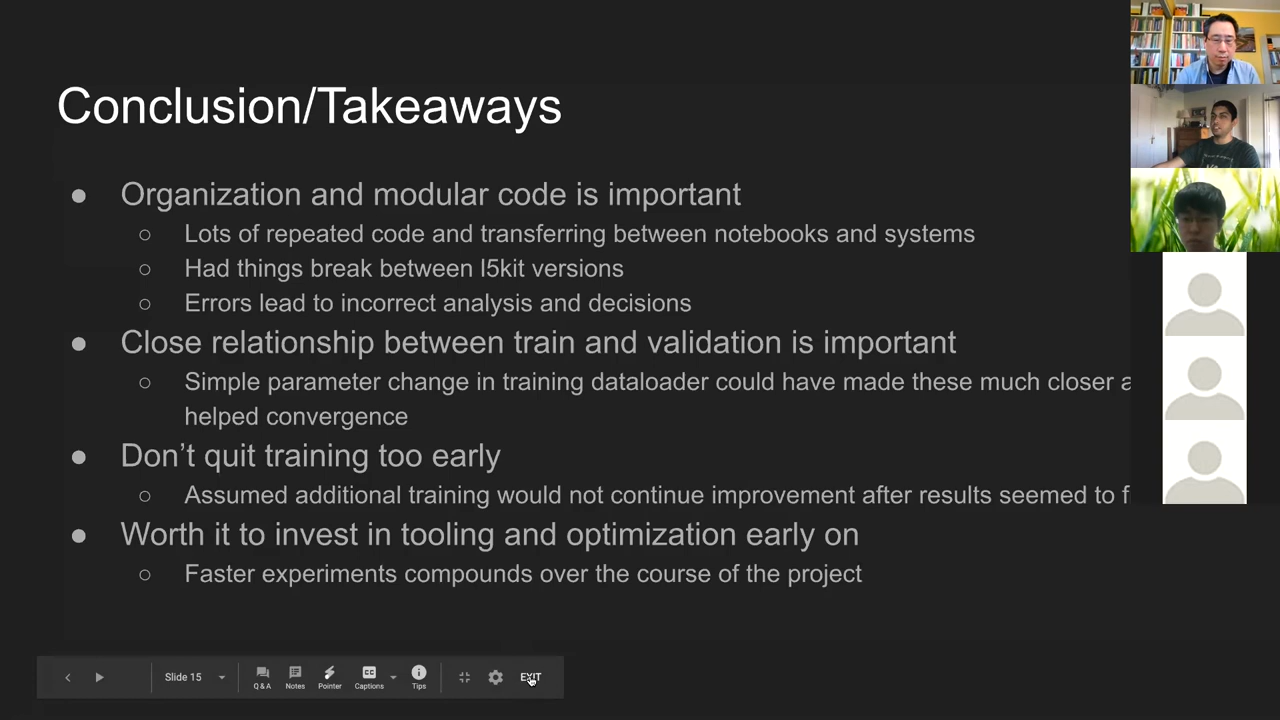 Conclusion/Takeaways
● Organization and modular code is important
○ Lots of repeated code and transferring between notebooks and systems
○ Had things break between l5kit versions
○ Errors lead to incorrect analysis and decisions
● Close relationship between train and validation is important
○ Simple parameter change in training dataloader could have made these much closer
helped convergence
● Don’t quit training too early
○ Assumed additional training would not continue improvement after results seemed to
● Worth it to invest in tooling and optimization early on
○ Faster experiments compounds over the course of the project
Slide 15
Q & A Notes Pointer Captions Tips
EXIT